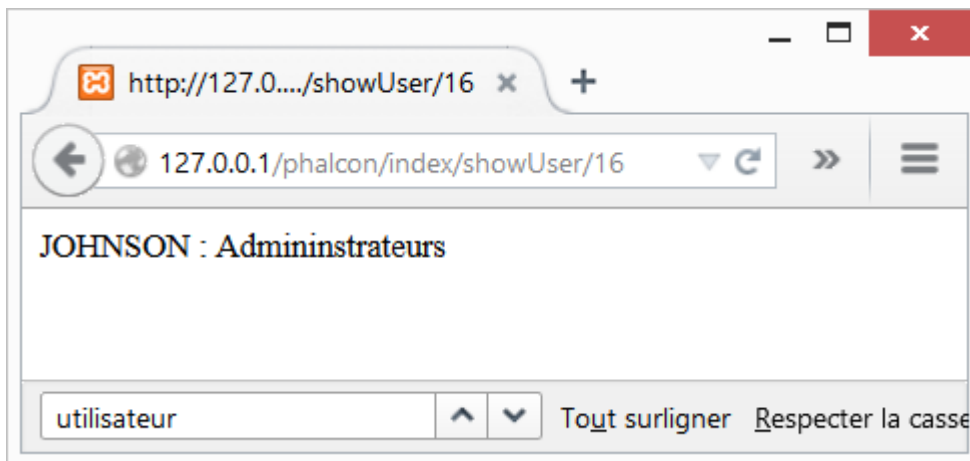 http://127.0..../showUser/16
127.0.0.1/phalcon/index/showUser/16
JOHNSON : Admininstrateurs
utilisateur Tout surligner Respecter la casse